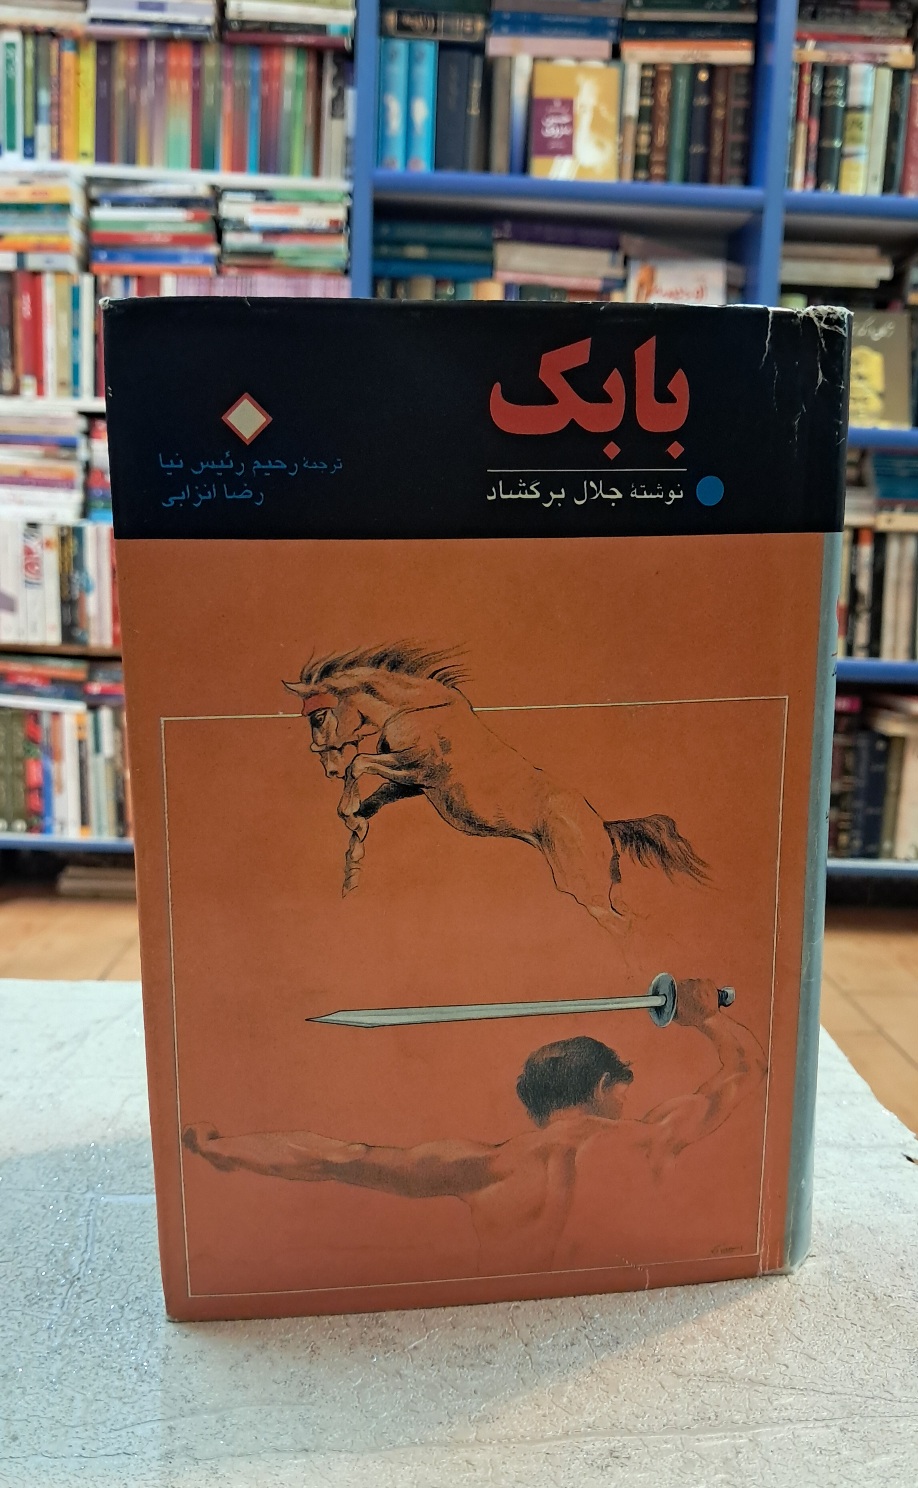 بابک
نوشتهٔ جلال برگشاد
ترجمهٔ رحیم رئیس نیا
رضا انزابی